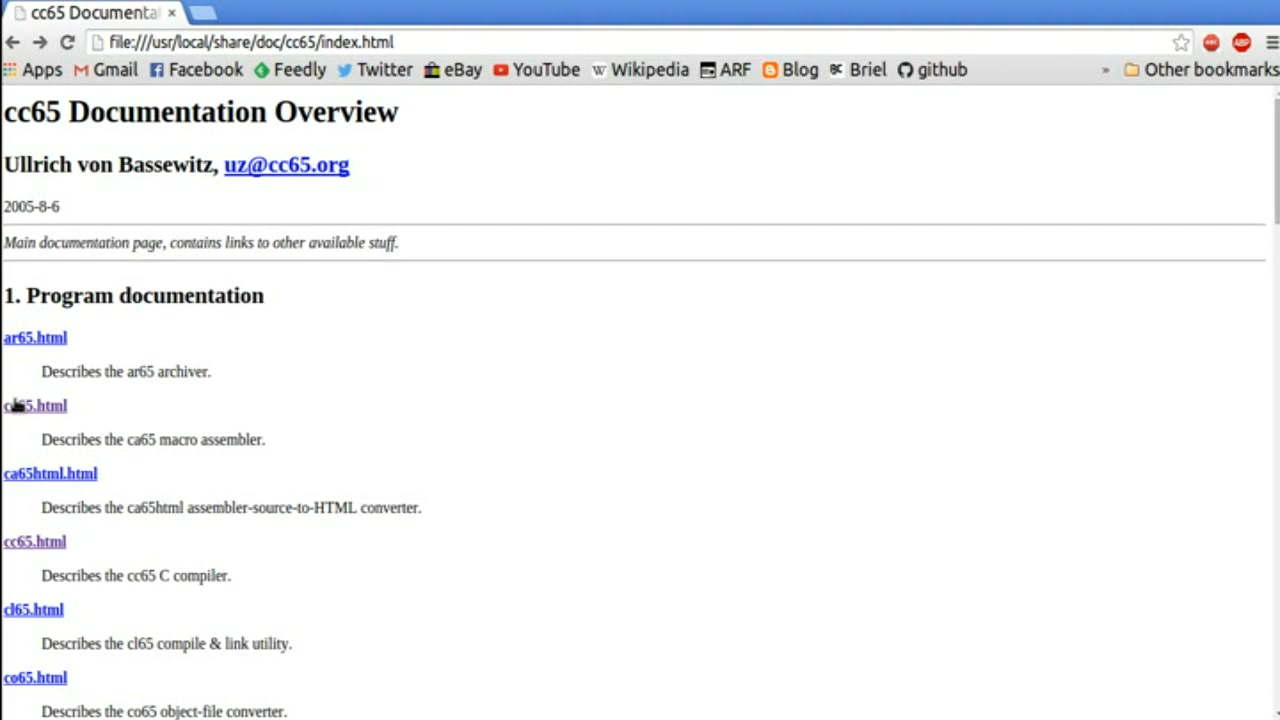 cc65 Documenta
file:///usr/local/share/doc/cc65/index.html
ABP
Apps Gmail Facebook Feedly Twitter eBay YouTube Wikipedia ARF Blog Briel github » Other bookmarks
cc65 Documentation Overview
Ullrich von Bassewitz, uz@cc65.org
2005-8-6
Main documentation page, contains links to other available stuff.
1. Program documentation
ar65.html
Describes the ar65 archiver.
ca65.html
Describes the ca65 macro assembler.
ca65html.html
Describes the ca65html assembler-source-to-HTML converter.
cc65.html
Describes the cc65 C compiler.
cl65.html
Describes the cl65 compile & link utility.
co65.html
Describes the co65 object-file converter.